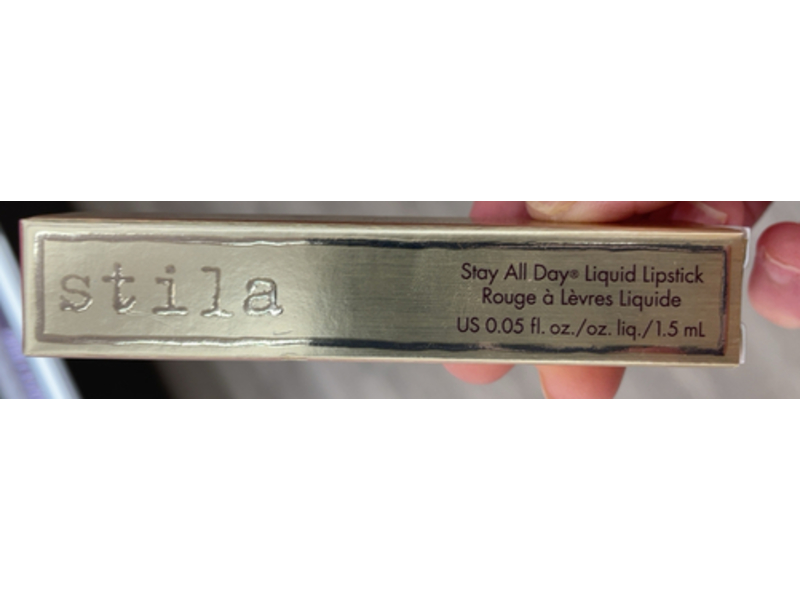 stila
Stay All Day® Liquid Lipstick
Rouge à Lèvres Liquide
US 0.05 fl. oz./oz. liq./1.5 mL